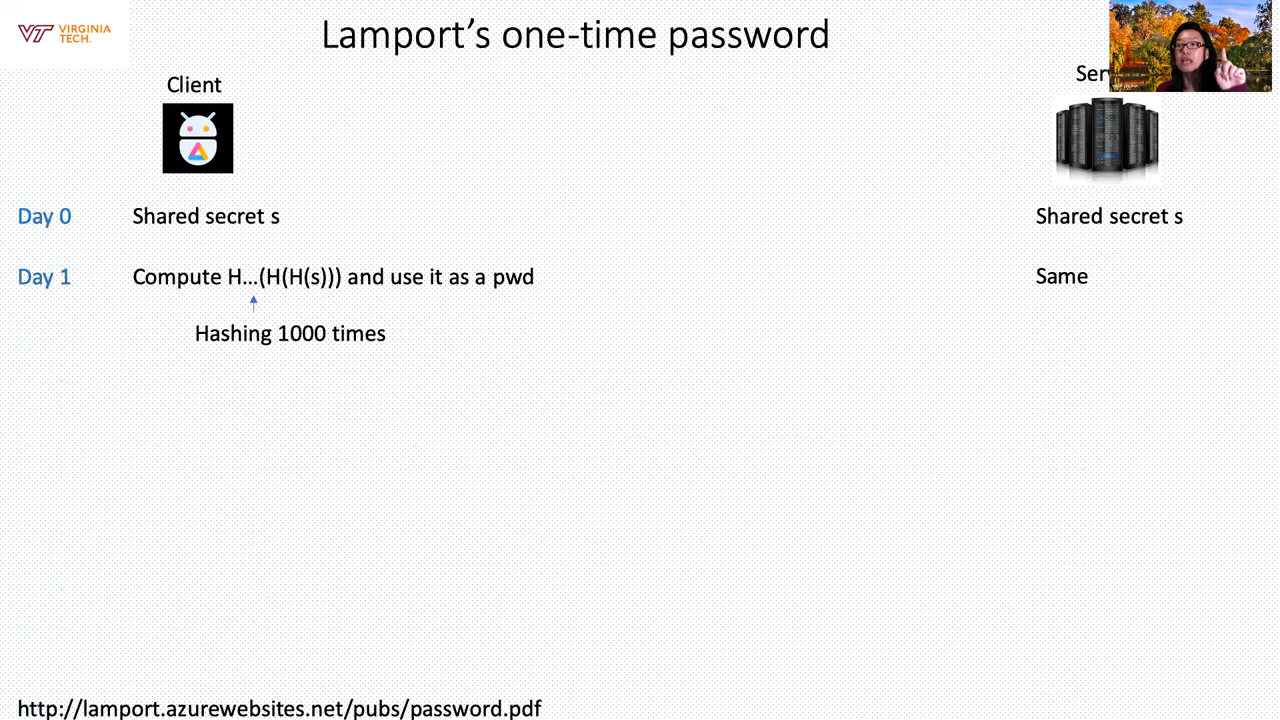 VT VIRGINIA TECH.
Lamport's one-time password
Client
Day 0 Shared secret s Shared secret s
Day 1 Compute H…(H(H(s))) and use it as a pwd Same
Hashing 1000 times
http://lamport.azurewebsites.net/pubs/password.pdf